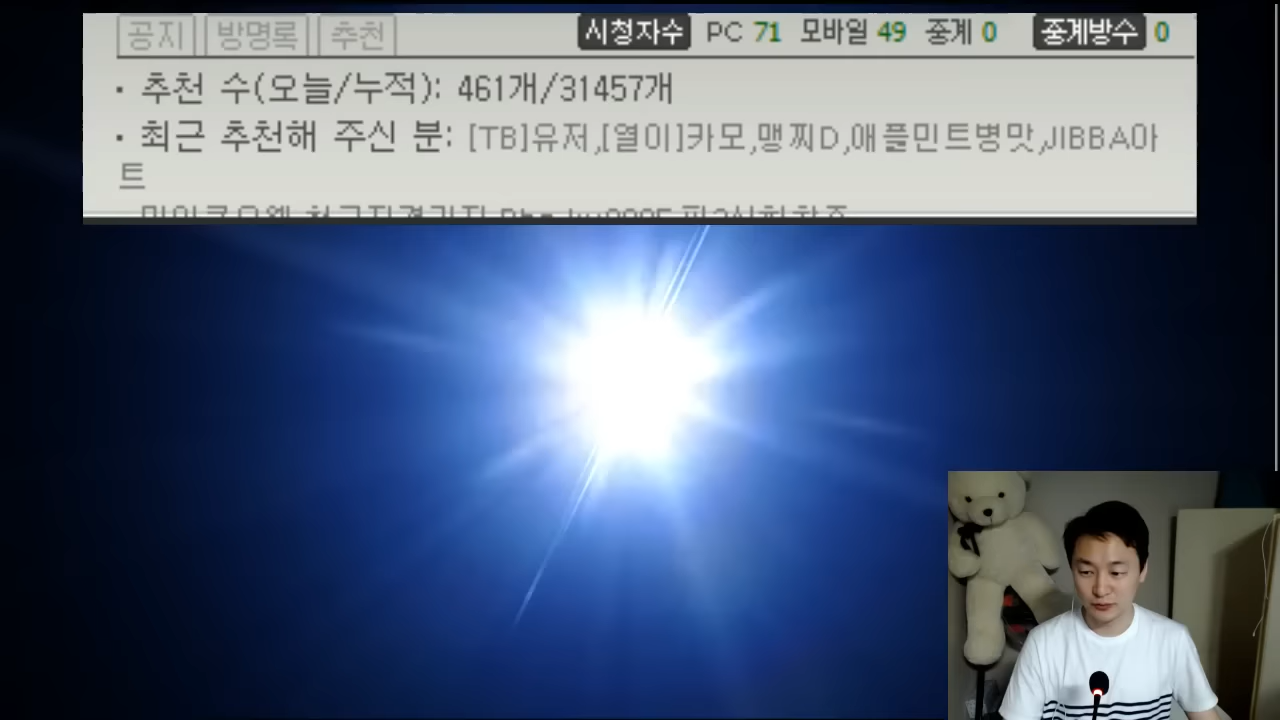 공지 방명록 추천 시청자수 PC 71 모바일 49 중계 0 중계방수 0
· 추천 수(오늘/누적): 461개/31457개
· 최근 추천해 주신 분: [TB]유저,[열이]카모,맹찌D,애플민트병맛,JIBBA아
트